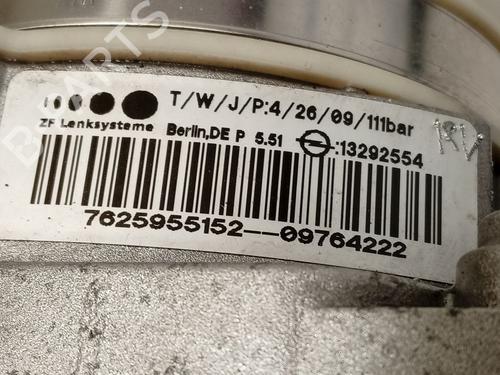 T/W/J/P:4/26/09/111bar
ZF Lenksysteme Berlin,DE P 5.51 :13292554
7625955152--09764222